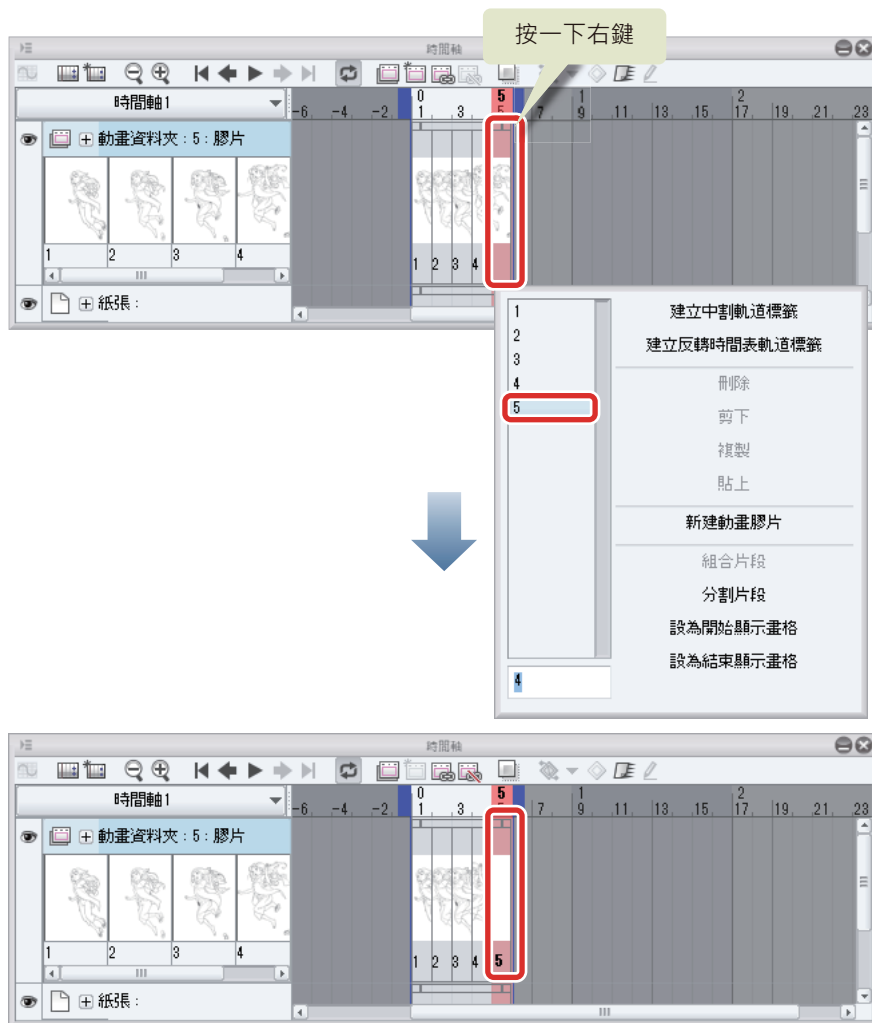 按一下右鍵
時間軸
時間軸1
-6 -4 -2 0 1 3 5 5 7 1 9 11 13 15 2 17 19 21 23
動畫資料夾:5:膠片
1 2 3 4
1 2 3 4
紙張:
1
2
3
4
5
4
建立中割軌道標籤
建立反轉時間表軌道標籤
刪除
剪下
複製
貼上
新建動畫膠片
組合片段
分割片段
設為開始顯示畫格
設為結束顯示畫格
時間軸
時間軸1
-6 -4 -2 0 1 3 5 7 1 9 11 13 15 2 17 19 21 23
動畫資料夾:5:膠片
1 2 3 4
1 2 3 4 5
紙張: